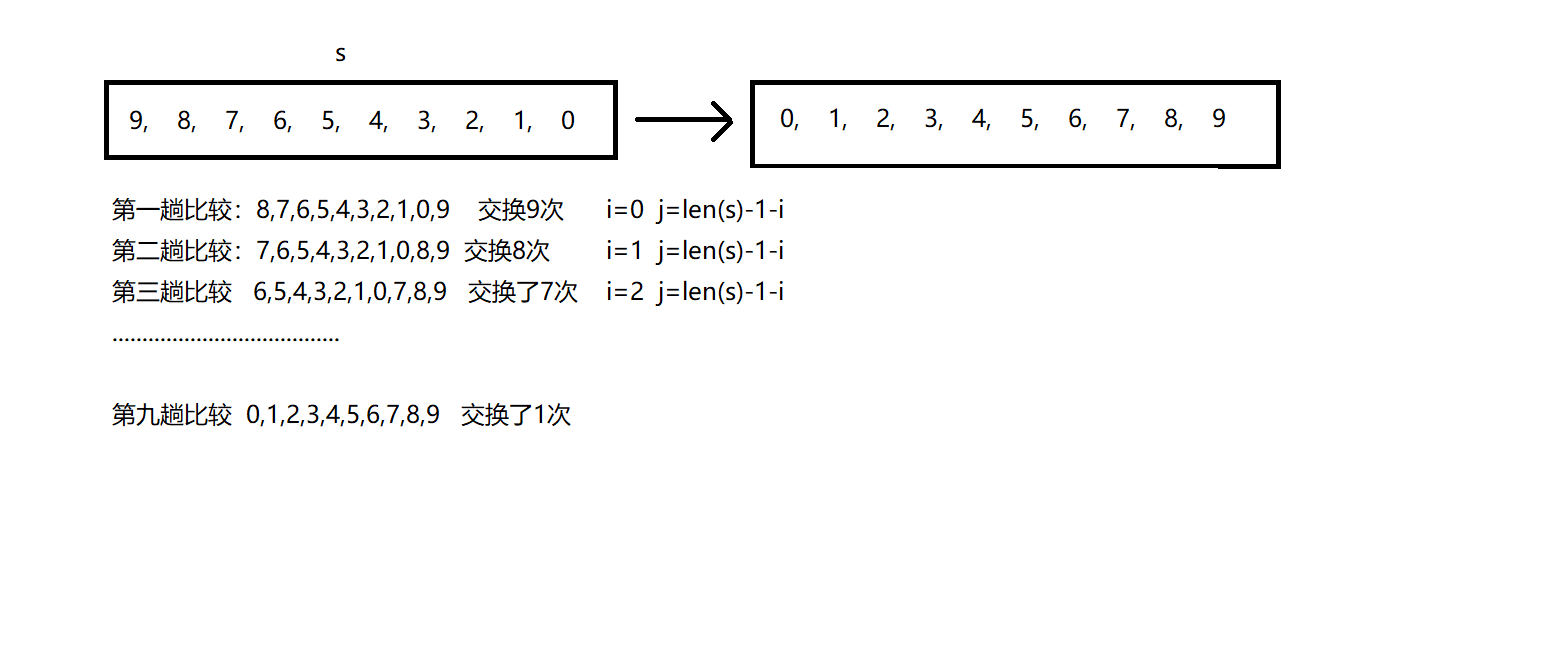 s
9, 8, 7, 6, 5, 4, 3, 2, 1, 0
0, 1, 2, 3, 4, 5, 6, 7, 8, 9
第一趟比较：8,7,6,5,4,3,2,1,0,9 交换9次 i=0 j=len(s)-1-i
第二趟比较：7,6,5,4,3,2,1,0,8,9 交换8次 i=1 j=len(s)-1-i
第三趟比较 6,5,4,3,2,1,0,7,8,9 交换了7次 i=2 j=len(s)-1-i
......................................
第九趟比较 0,1,2,3,4,5,6,7,8,9 交换了1次